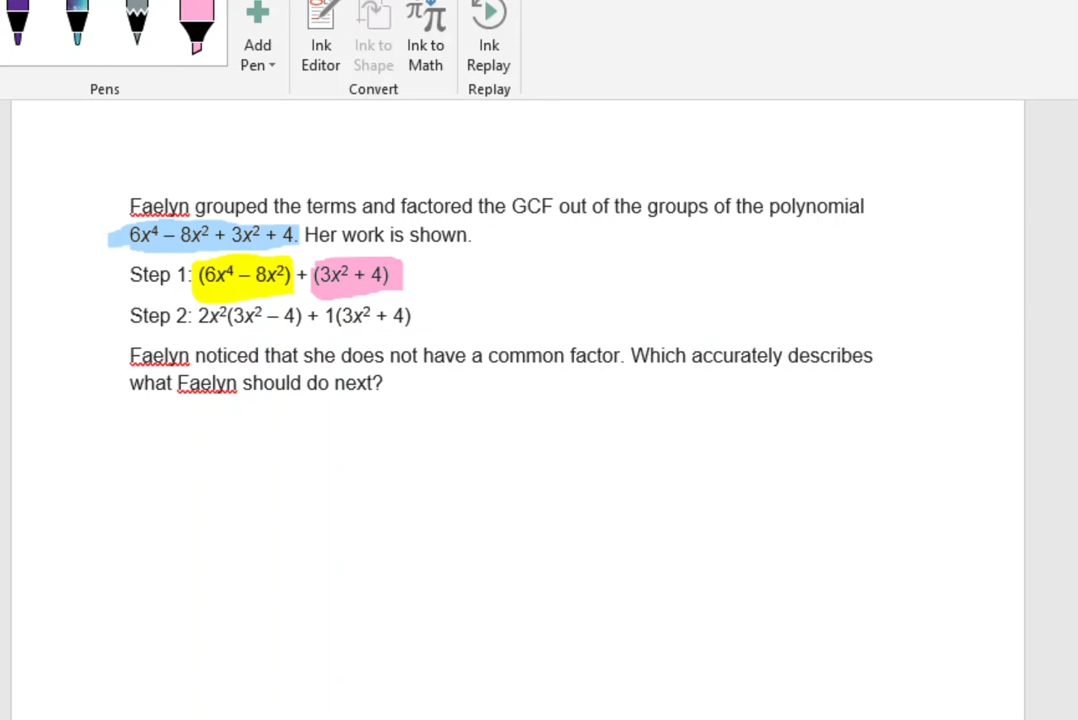 Add Pen
Ink Editor
Ink to Shape
Ink to Math
Ink Replay
Pens
Convert
Replay
Faelyn grouped the terms and factored the GCF out of the groups of the polynomial
6x⁴ – 8x² + 3x² + 4. Her work is shown.
Step 1: (6x⁴ – 8x²) + (3x² + 4)
Step 2: 2x²(3x² – 4) + 1(3x² + 4)
Faelyn noticed that she does not have a common factor. Which accurately describes
what Faelyn should do next?